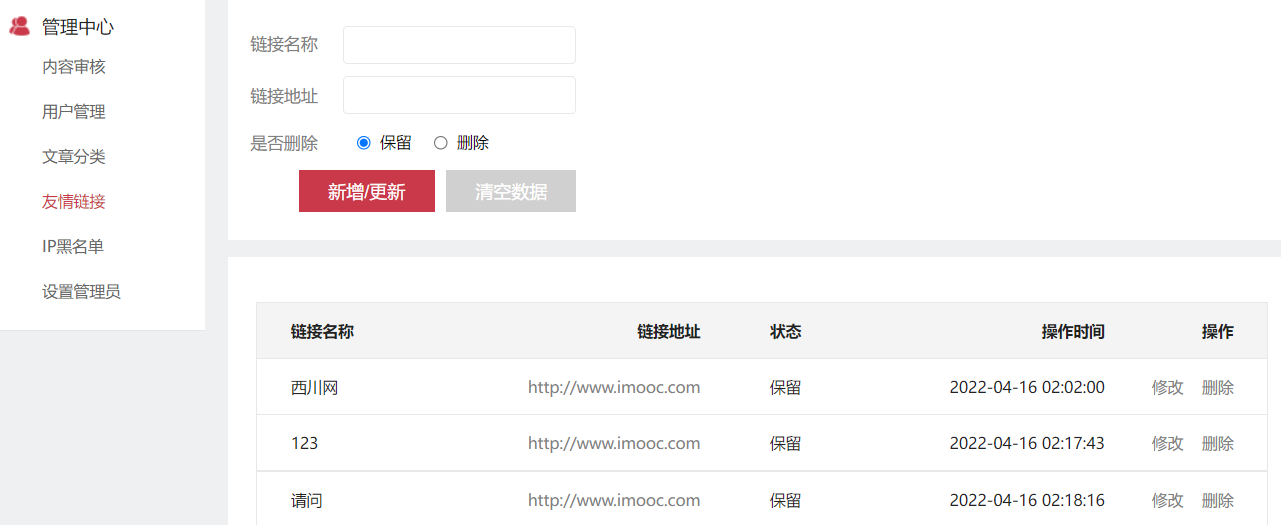 管理中心
内容审核
用户管理
文章分类
友情链接
IP黑名单
设置管理员
链接名称
链接地址
是否删除 保留 删除
新增/更新 清空数据
链接名称 链接地址 状态 操作时间 操作
西川网 http://www.imooc.com 保留 2022-04-16 02:02:00 修改 删除
123 http://www.imooc.com 保留 2022-04-16 02:17:43 修改 删除
请问 http://www.imooc.com 保留 2022-04-16 02:18:16 修改 删除